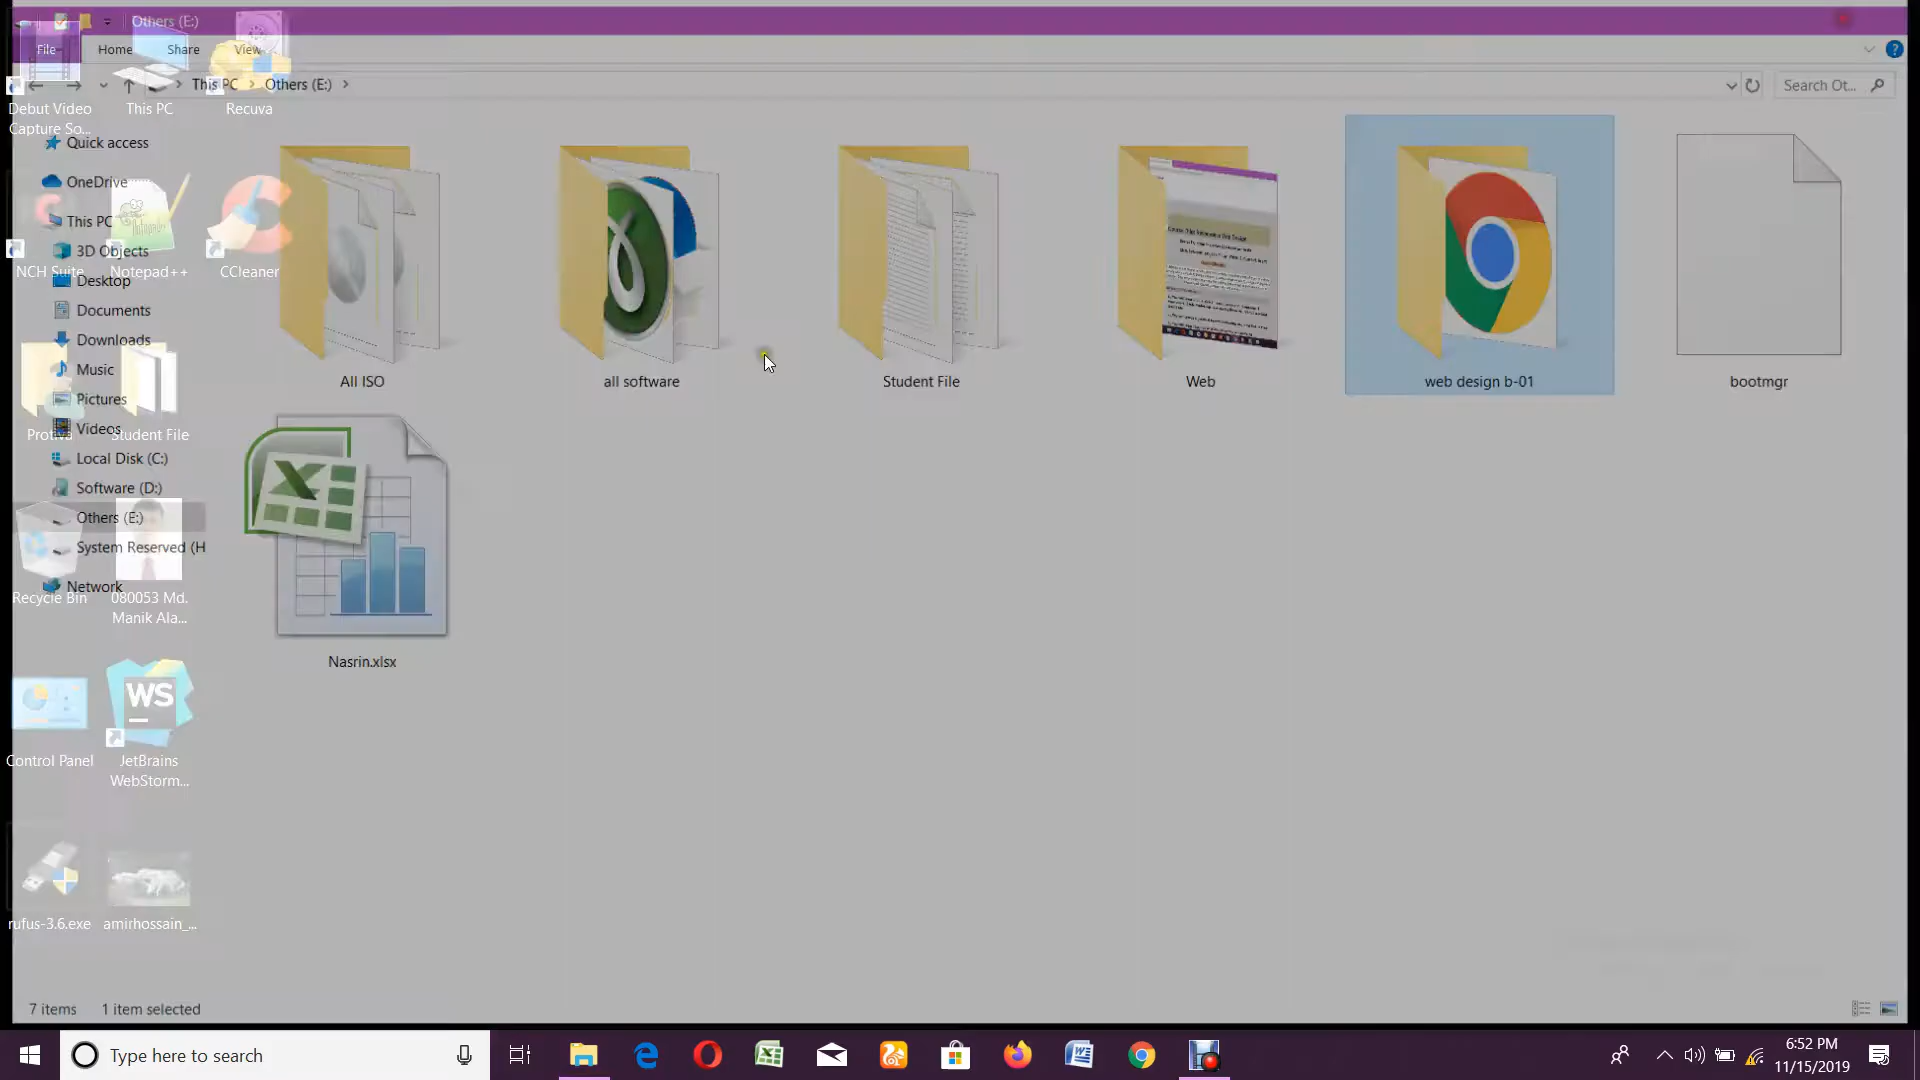 Others (E:)
File
Home
Share
View
This PC
Others (E:)
Search Ot...
Debut Video
Capture So...
This PC
Recuva
Quick access
OneDrive
This PC
3D Objects
NCH Suite
Notepad++
CCleaner
Desktop
Documents
Downloads
Music
Pictures
Videos
Protiva
Student File
Local Disk (C:)
Software (D:)
Others (E:)
System Reserved (H
Network
Recycle Bin
080053 Md.
Manik Ala...
Control Panel
WS
JetBrains
WebStorm...
rufus-3.6.exe
amirhossain_...
All ISO
all software
Student File
Web
web design b-01
bootmgr
Nasrin.xlsx
7 items
1 item selected
Type here to search
6:52 PM
11/15/2019